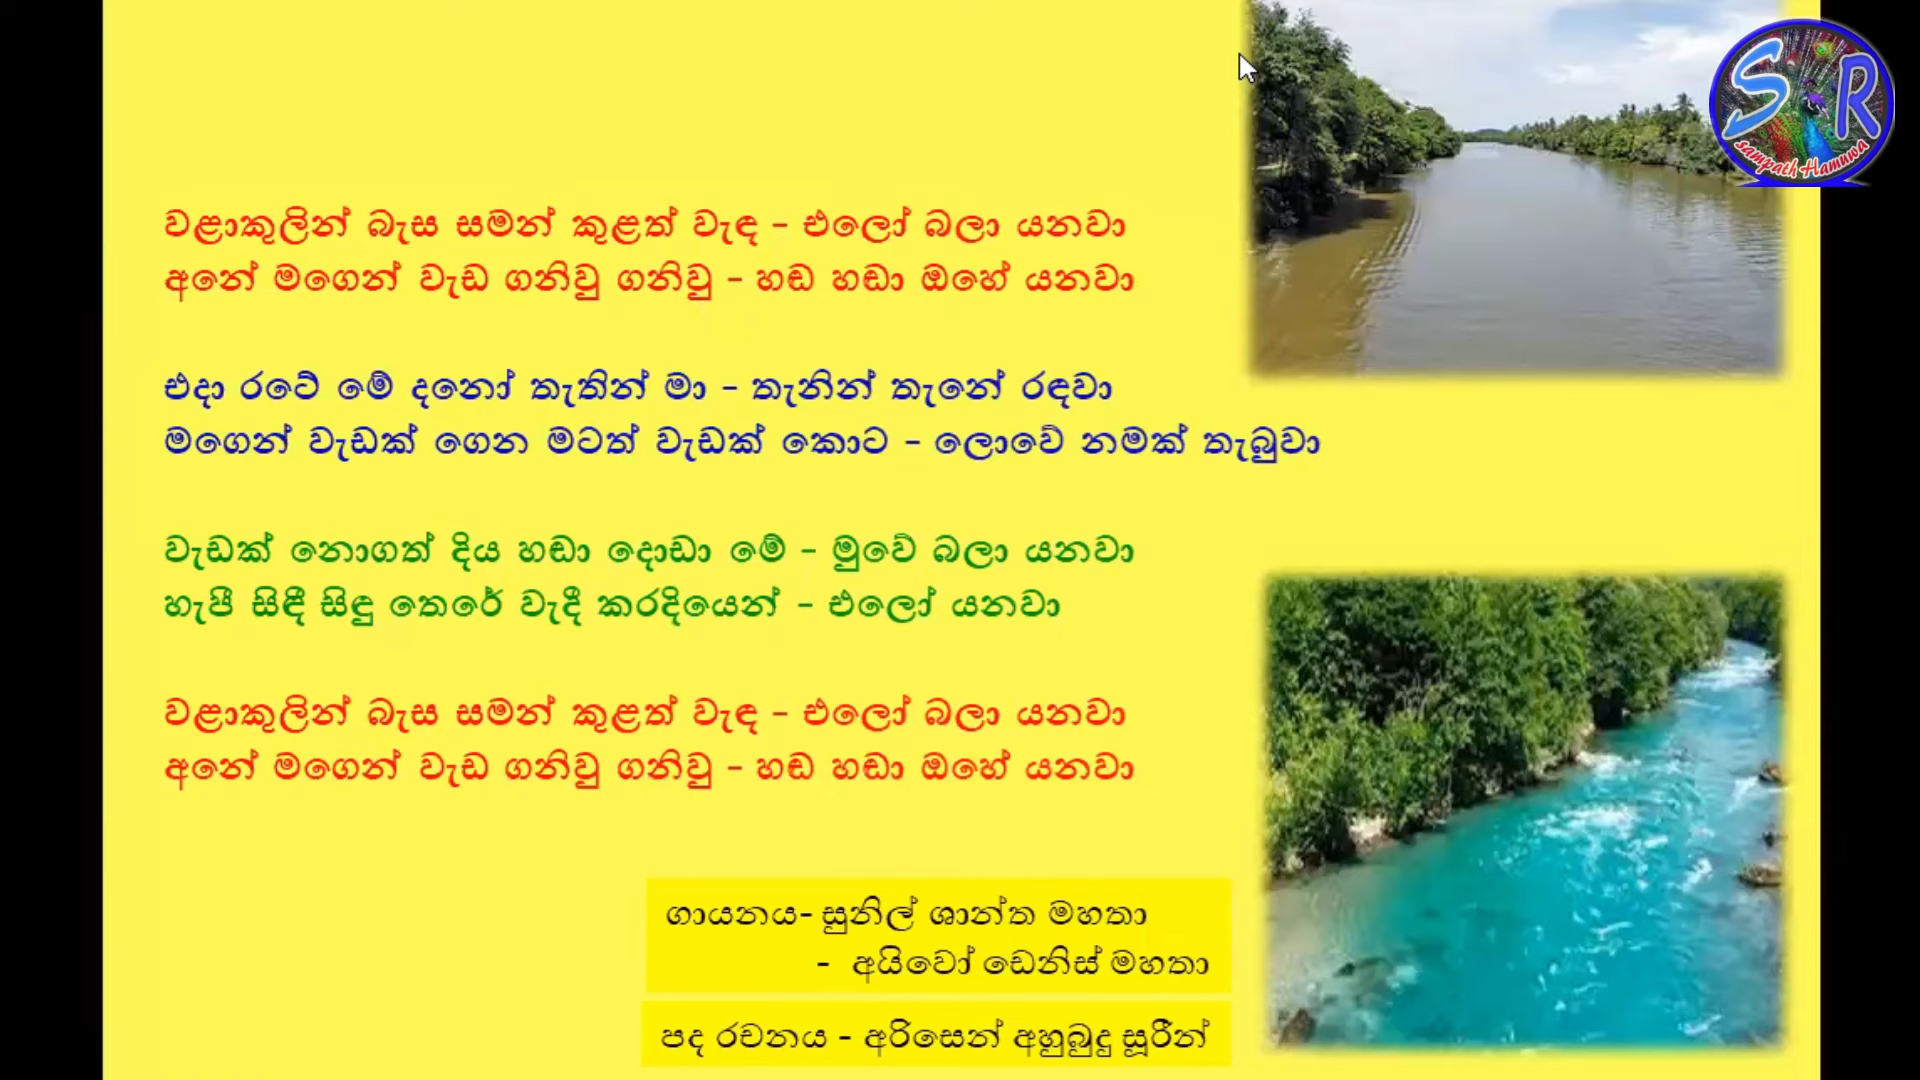 S R
sampath Hamuwa
වළාකුලින් බැස සමන් කුළත් වැඳ - එලෝ බලා යනවා
අනේ මගෙන් වැඩ ගනිවු ගනිවු - හඬ හඬා ඔහේ යනවා
එදා රටේ මේ දනෝ තැතින් මා - තැනින් තැනේ රඳවා
මගෙන් වැඩක් ගෙන මටත් වැඩක් කොට - ලොවේ නමක් තැබුවා
වැඩක් නොගත් දිය හඬා දොඩා මේ - මුවේ බලා යනවා
හැපී සිඳී සිඳු තෙරේ වැදී කරදියෙන් - එලෝ යනවා
වළාකුලින් බැස සමන් කුළත් වැඳ - එලෝ බලා යනවා
අනේ මගෙන් වැඩ ගනිවු ගනිවු - හඬ හඬා ඔහේ යනවා
ගායනය- සුනිල් ශාන්ත මහතා
- අයිවෝ ඩෙනිස් මහතා
පද රචනය - අරිසෙන් අහුබුදු සූරීන්